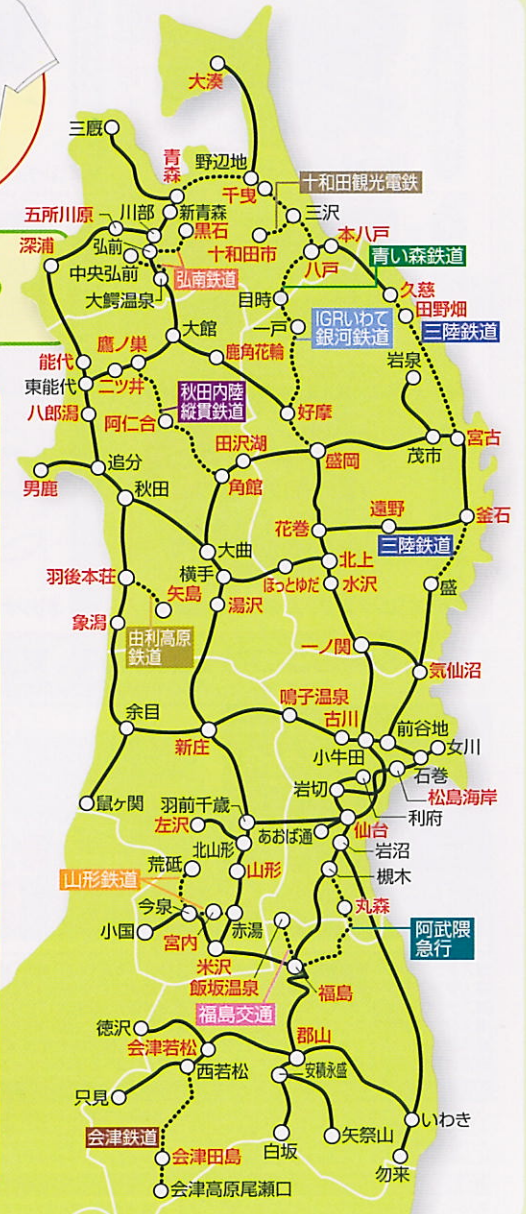 大湊
三厩
青森
野辺地
千曳
十和田観光電鉄
五所川原
川部
新青森
三沢
黒石
深浦
弘前
十和田市
本八戸
中央弘前
弘南鉄道
八戸
青い森鉄道
大鰐温泉
目時
久慈
田野畑
一戸
IGRいわて
銀河鉄道
三陸鉄道
大館
鷹ノ巣
能代
鹿角花輪
岩泉
東能代
二ツ井
秋田内陸
縦貫鉄道
八郎潟
阿仁合
好摩
田沢湖
宮古
盛岡
茂市
追分
男鹿
角館
秋田
遠野
釜石
花巻
三陸鉄道
大曲
北上
横手
ほっとゆだ
水沢
盛
羽後本荘
矢島
湯沢
象潟
由利高原
鉄道
一ノ関
気仙沼
鳴子温泉
余目
古川
前谷地
新庄
小牛田
女川
石巻
岩切
松島海岸
鼠ヶ関
羽前千歳
利府
左沢
あおば通
仙台
北山形
岩沼
荒砥
山形
槻木
山形鉄道
今泉
丸森
赤湯
小国
宮内
阿武隈
急行
米沢
飯坂温泉
福島
福島交通
徳沢
会津若松
郡山
西若松
安積永盛
只見
いわき
会津鉄道
白坂
矢祭山
会津田島
勿来
会津高原尾瀬口